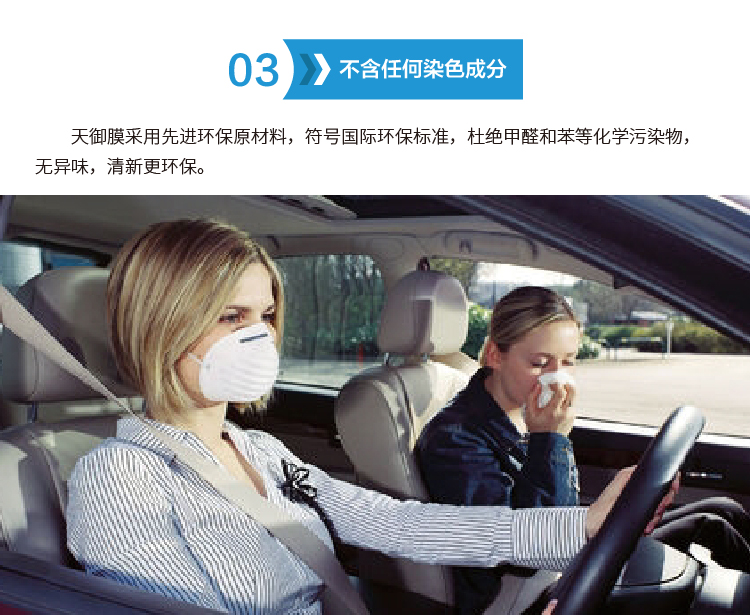 03 不含任何染色成分
天御膜采用先进环保原材料，符号国际环保标准，杜绝甲醛和苯等化学污染物，
无异味，清新更环保。